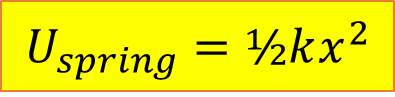 U_spring = ½kx²